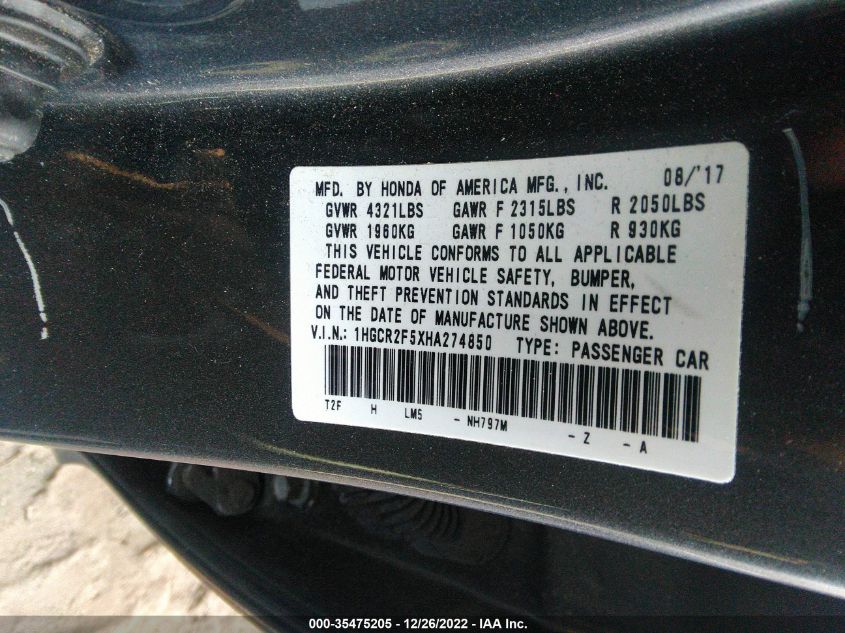 MFD. BY HONDA OF AMERICA MFG., INC. 08/'17
GVWR 4321LBS GAWR F 2315LBS R 2050LBS
GVWR 1960KG GAWR F 1050KG R 930KG
THIS VEHICLE CONFORMS TO ALL APPLICABLE
FEDERAL MOTOR VEHICLE SAFETY, BUMPER,
AND THEFT PREVENTION STANDARDS IN EFFECT
ON THE DATE OF MANUFACTURE SHOWN ABOVE.
V.I.N.: 1HGCR2F5XHA274850 TYPE: PASSENGER CAR
T2F H LM5 - NH797M - Z - A
000-35475205 - 12/26/2022 - IAA Inc.